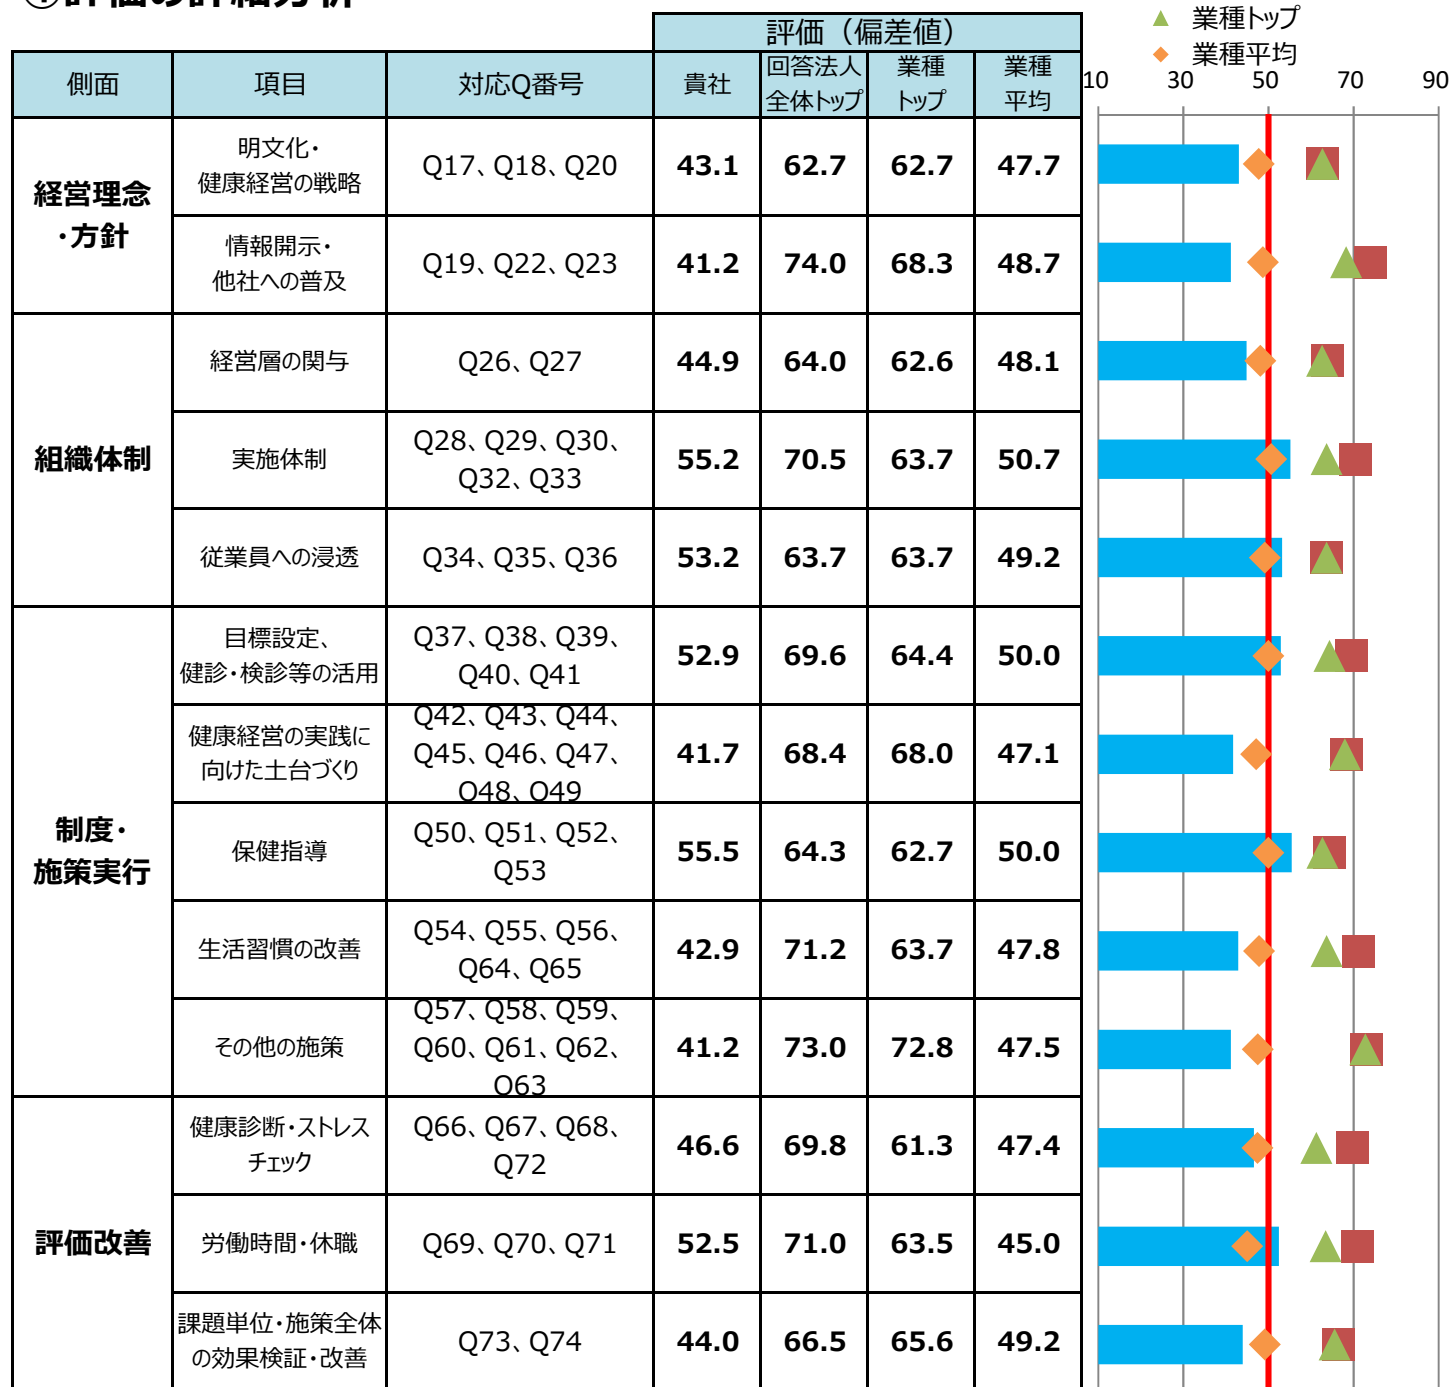 ①評価の詳細分析
▲ 業種トップ
◆ 業種平均
評価（偏差値）
側面 項目 対応Q番号 貴社 回答法人全体トップ 業種トップ 業種平均
10 30 50 70 90
経営理念・方針
明文化・健康経営の戦略 Q17、Q18、Q20 43.1 62.7 62.7 47.7
情報開示・他社への普及 Q19、Q22、Q23 41.2 74.0 68.3 48.7
組織体制
経営層の関与 Q26、Q27 44.9 64.0 62.6 48.1
実施体制 Q28、Q29、Q30、Q32、Q33 55.2 70.5 63.7 50.7
従業員への浸透 Q34、Q35、Q36 53.2 63.7 63.7 49.2
制度・施策実行
目標設定、健診・検診等の活用 Q37、Q38、Q39、Q40、Q41 52.9 69.6 64.4 50.0
健康経営の実践に向けた土台づくり Q42、Q43、Q44、Q45、Q46、Q47、Q48、Q49 41.7 68.4 68.0 47.1
保健指導 Q50、Q51、Q52、Q53 55.5 64.3 62.7 50.0
生活習慣の改善 Q54、Q55、Q56、Q64、Q65 42.9 71.2 63.7 47.8
その他の施策 Q57、Q58、Q59、Q60、Q61、Q62、Q63 41.2 73.0 72.8 47.5
評価改善
健康診断・ストレスチェック Q66、Q67、Q68、Q72 46.6 69.8 61.3 47.4
労働時間・休職 Q69、Q70、Q71 52.5 71.0 63.5 45.0
課題単位・施策全体の効果検証・改善 Q73、Q74 44.0 66.5 65.6 49.2